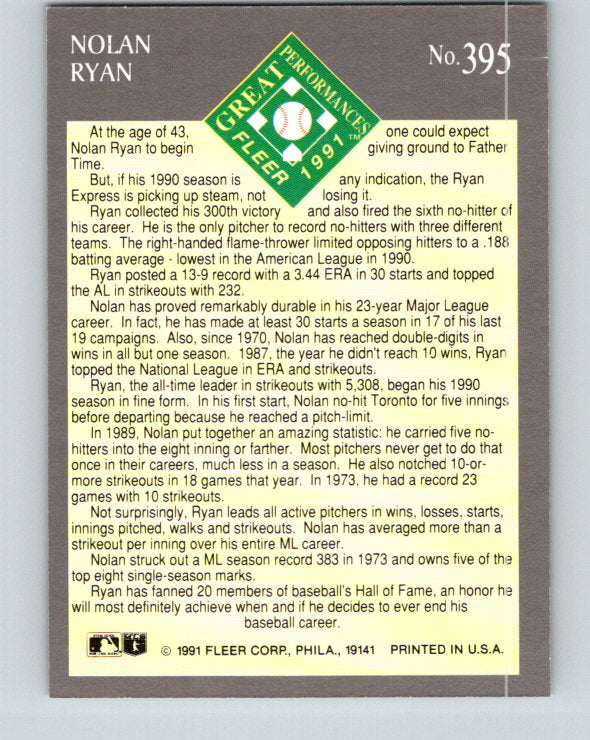 NOLAN
RYAN
No. 395
GREAT
PERFORMANCES
FLEER
1991™
At the age of 43, one could expect
Nolan Ryan to begin giving ground to Father
Time.
But, if his 1990 season is any indication, the Ryan
Express is picking up steam, not losing it.
Ryan collected his 300th victory and also fired the sixth no-hitter of
his career. He is the only pitcher to record no-hitters with three different
teams. The right-handed flame-thrower limited opposing hitters to a .188
batting average - lowest in the American League in 1990.
Ryan posted a 13-9 record with a 3.44 ERA in 30 starts and topped
the AL in strikeouts with 232.
Nolan has proved remarkably durable in his 23-year Major League
career. In fact, he has made at least 30 starts a season in 17 of his last
19 campaigns. Also, since 1970, Nolan has reached double-digits in
wins in all but one season. 1987, the year he didn't reach 10 wins, Ryan
topped the National League in ERA and strikeouts.
Ryan, the all-time leader in strikeouts with 5,308, began his 1990
season in fine form. In his first start, Nolan no-hit Toronto for five innings
before departing because he reached a pitch-limit.
In 1989, Nolan put together an amazing statistic: he carried five no-
hitters into the eight inning or farther. Most pitchers never get to do that
once in their careers, much less in a season. He also notched 10-or-
more strikeouts in 18 games that year. In 1973, he had a record 23
games with 10 strikeouts.
Not surprisingly, Ryan leads all active pitchers in wins, losses, starts,
innings pitched, walks and strikeouts. Nolan has averaged more than a
strikeout per inning over his entire ML career.
Nolan struck out a ML season record 383 in 1973 and owns five of the
top eight single-season marks.
Ryan has fanned 20 members of baseball's Hall of Fame, an honor he
will most definitely achieve when and if he decides to ever end his
baseball career.
© 1991 FLEER CORP., PHILA., 19141 PRINTED IN U.S.A.